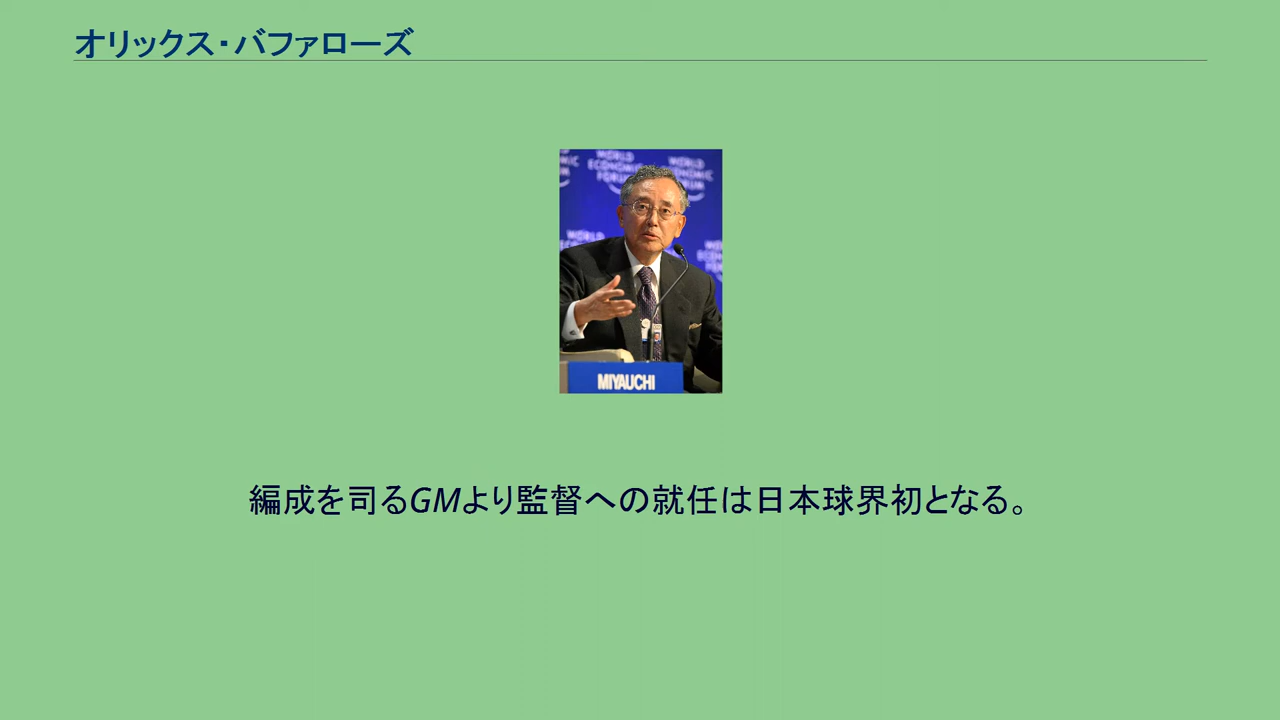 オリックス・バファローズ
WORLD ECONOMIC FORUM
MIYAUCHI
編成を司るGMより監督への就任は日本球界初となる。